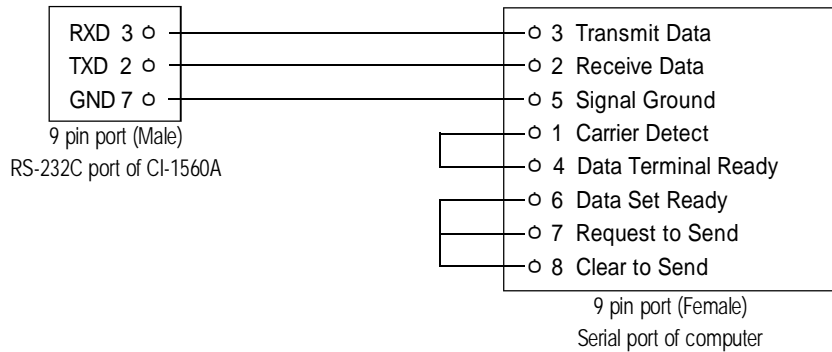 RXD 3
TXD 2
GND 7
9 pin port (Male)
RS-232C port of CI-1560A
3 Transmit Data
2 Receive Data
5 Signal Ground
1 Carrier Detect
4 Data Terminal Ready
6 Data Set Ready
7 Request to Send
8 Clear to Send
9 pin port (Female)
Serial port of computer